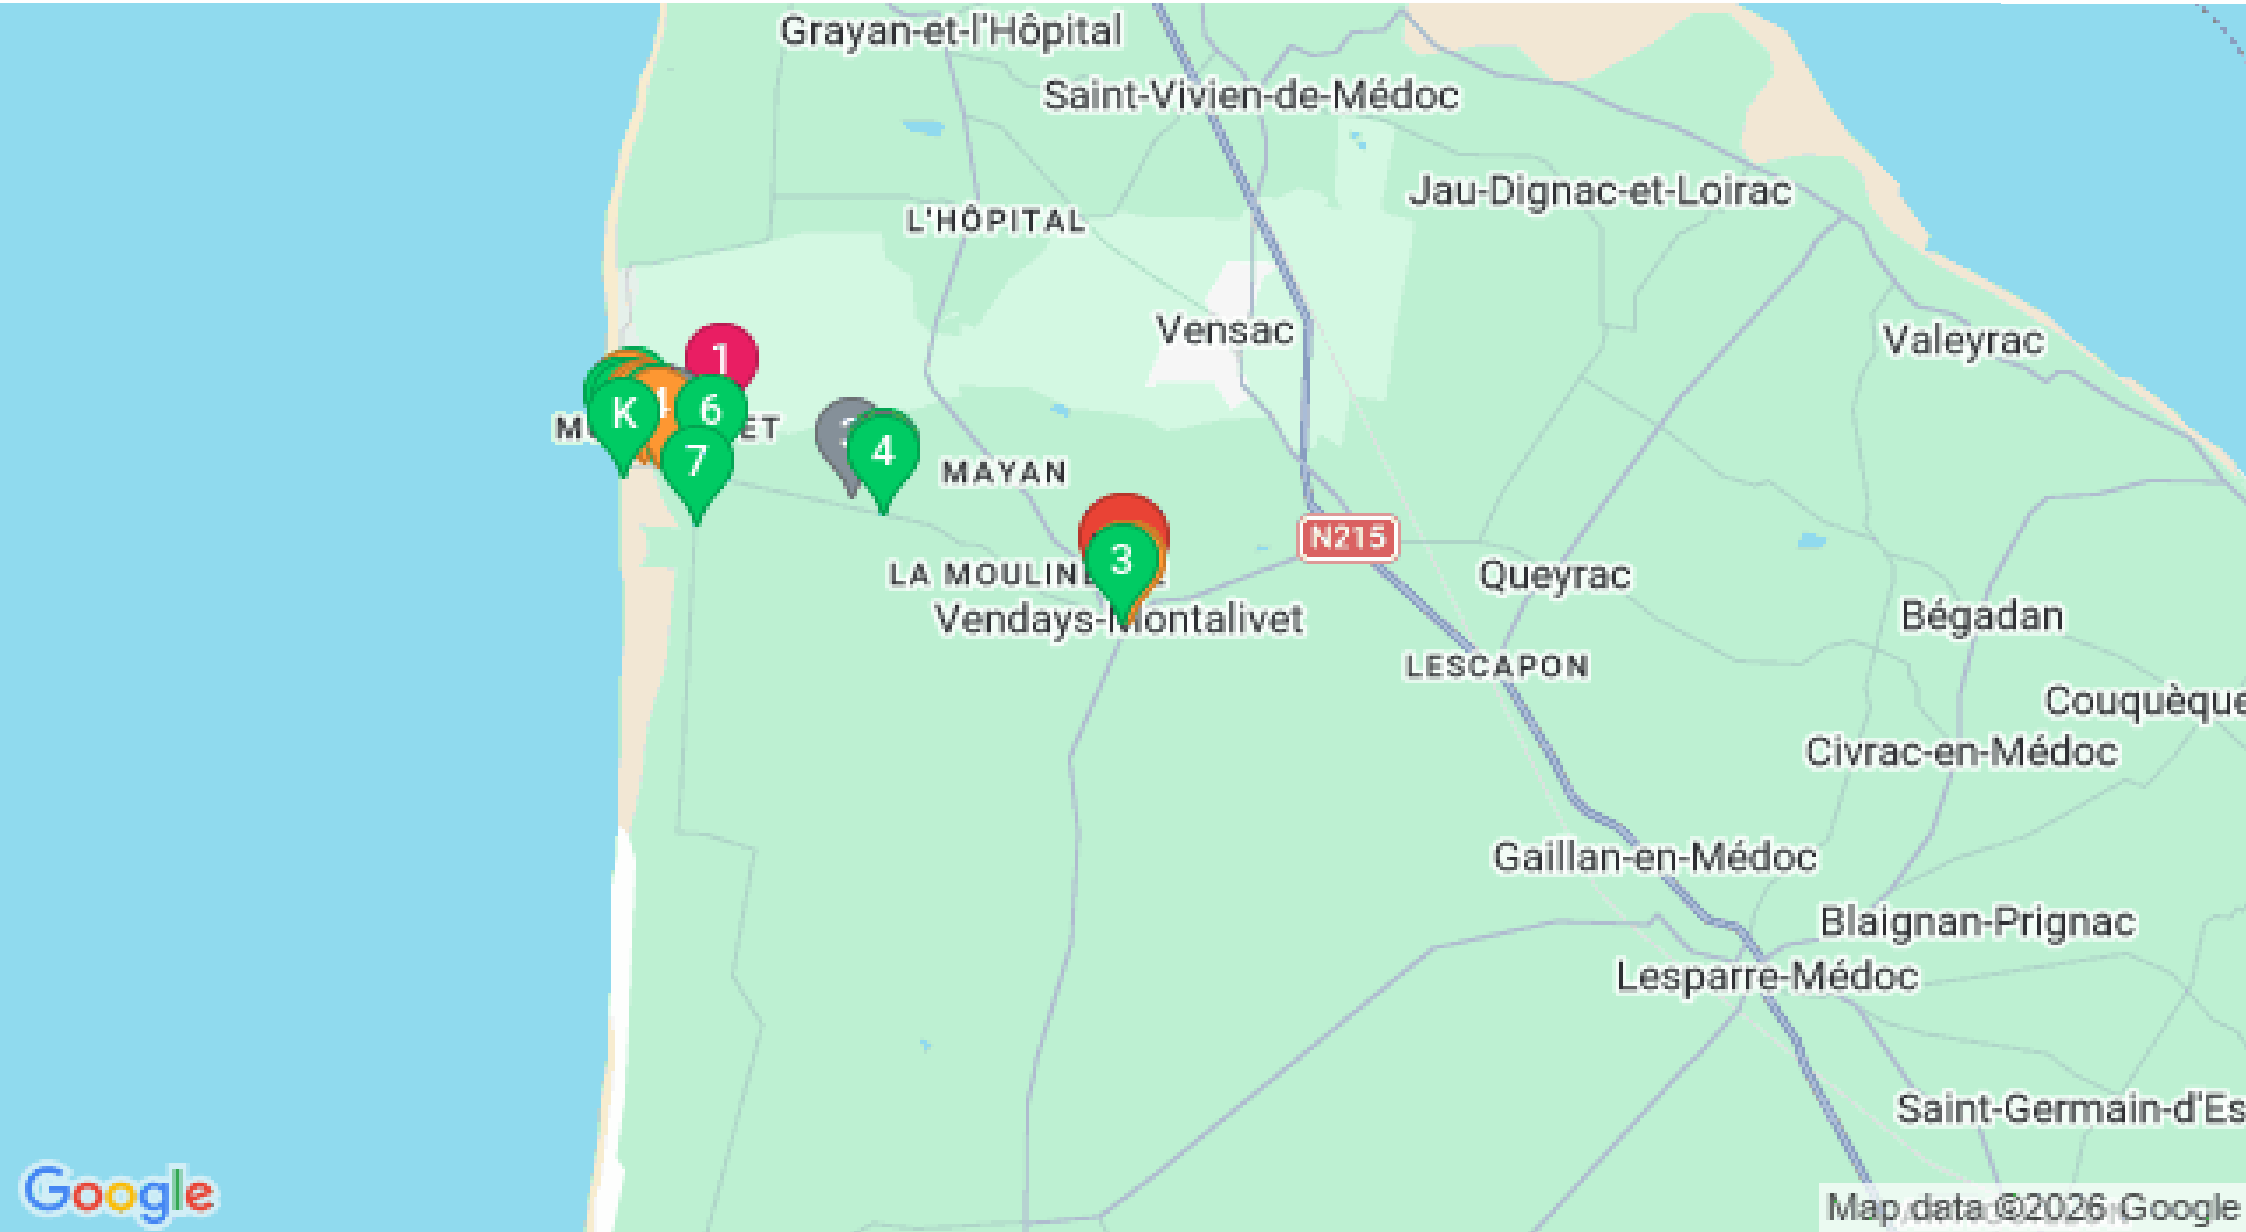 Grayan-et-l'Hôpital
Saint-Vivien-de-Médoc
Jau-Dignac-et-Loirac
L'HÔPITAL
Vensac
Valeyrac
1
6
K
4
ET
7
4
MAYAN
3
N215
LA MOULINE
Queyrac
Vendays-Montalivet
Bégadan
LESCAPON
Couquèque
Civrac-en-Médoc
Gaillan-en-Médoc
Blaignan-Prignac
Lesparre-Médoc
Saint-Germain-d'Es
Google
Map data ©2026 Google